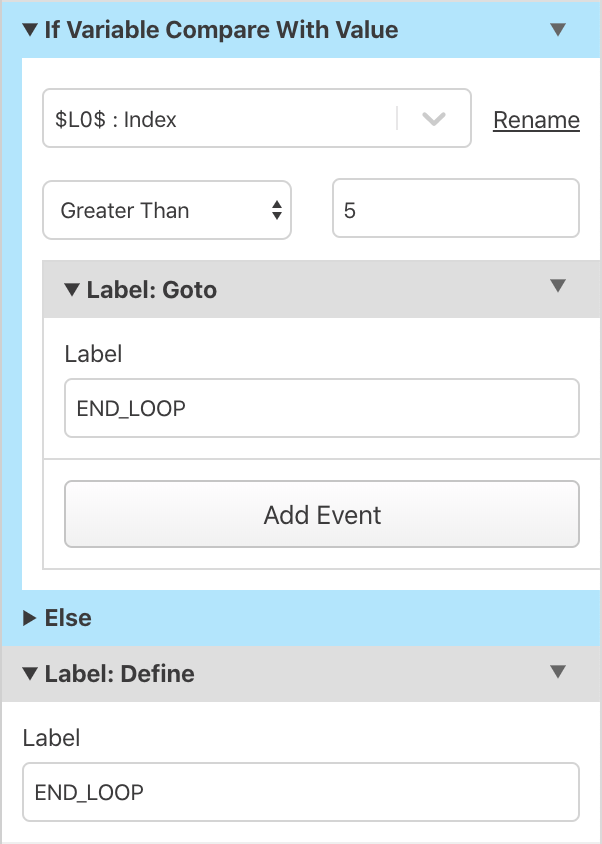 If Variable Compare With Value
$L0$ : Index
Rename
Greater Than
5
Label: Goto
Label
END_LOOP
Add Event
Else
Label: Define
Label
END_LOOP